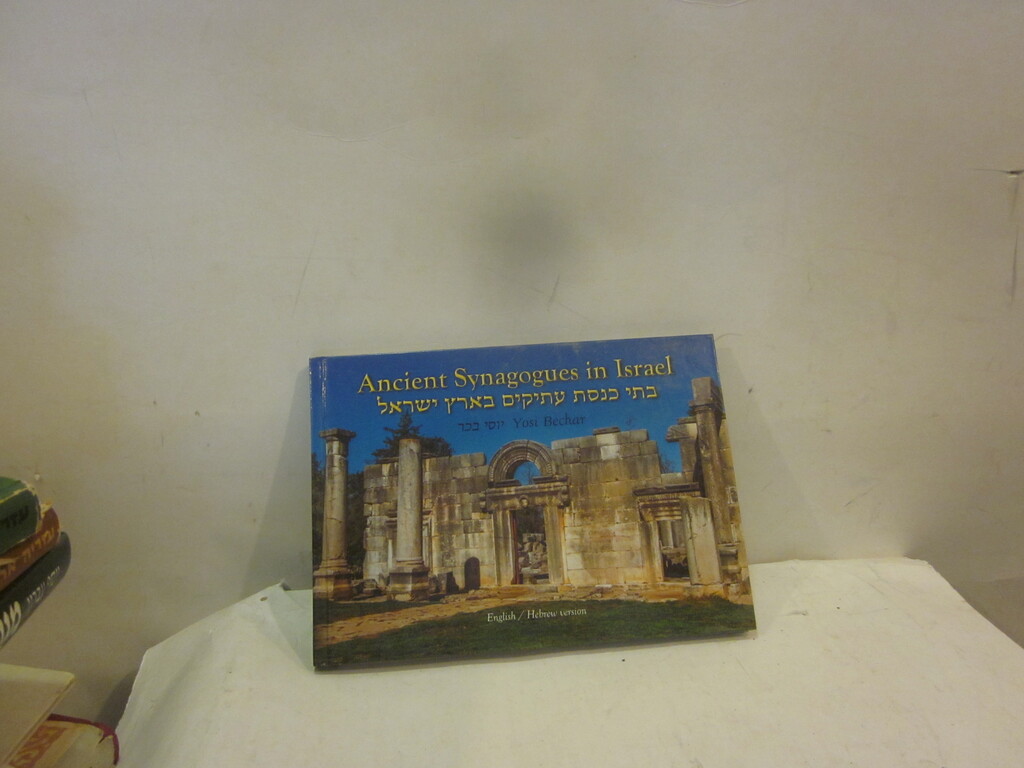 Ancient Synagogues in Israel
בתי כנסת עתיקים בארץ ישראל
יוסי בכר Yosi Bechar
English / Hebrew version